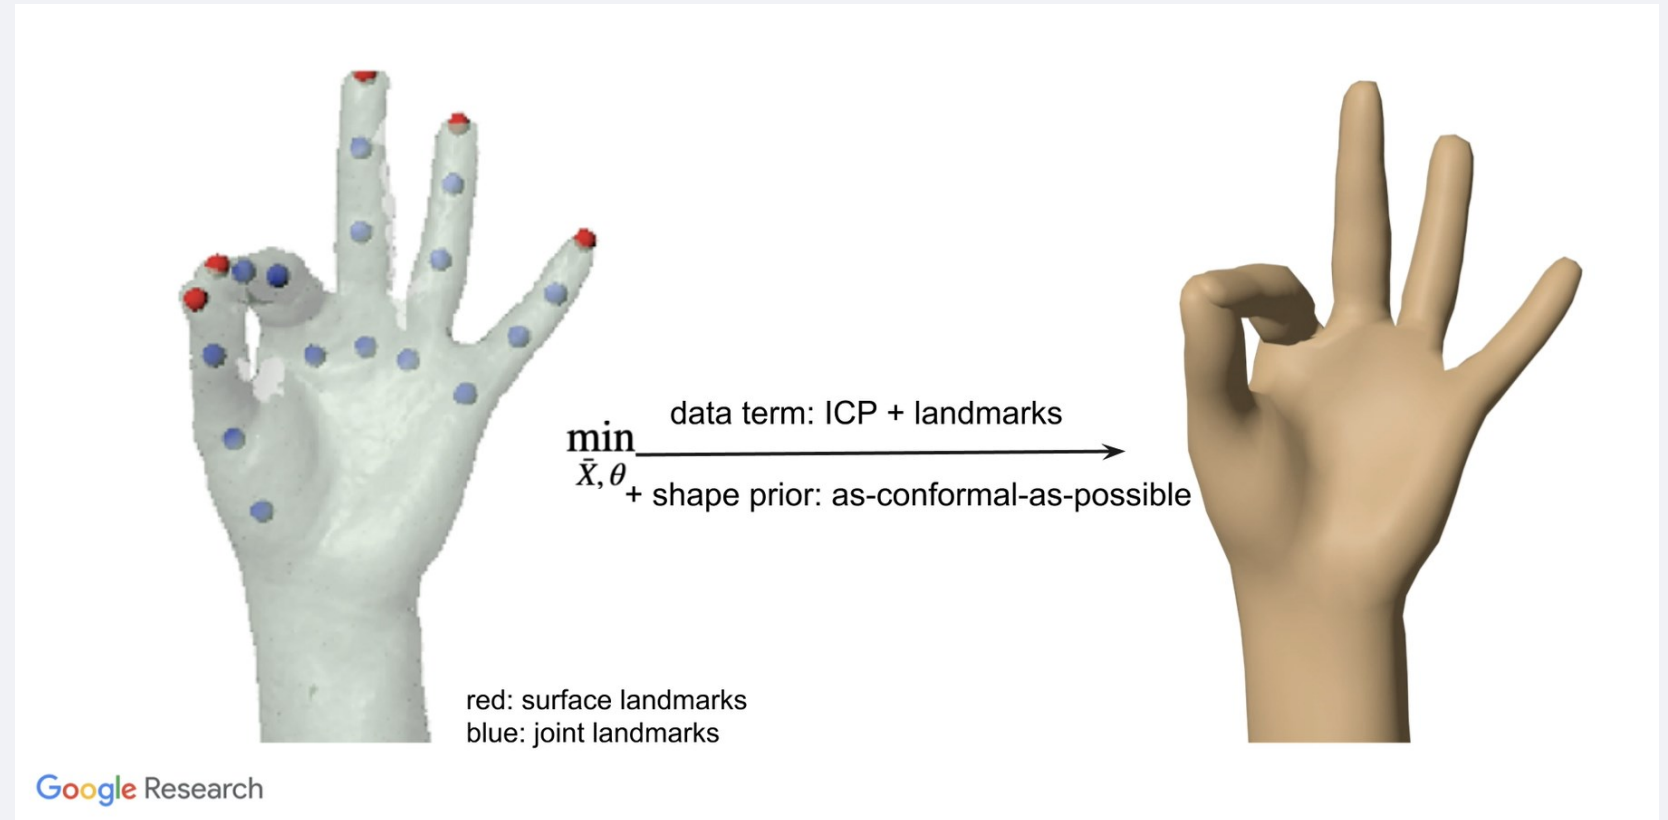 data term: ICP + landmarks
min
X̄, θ
+ shape prior: as-conformal-as-possible
red: surface landmarks
blue: joint landmarks
Google Research